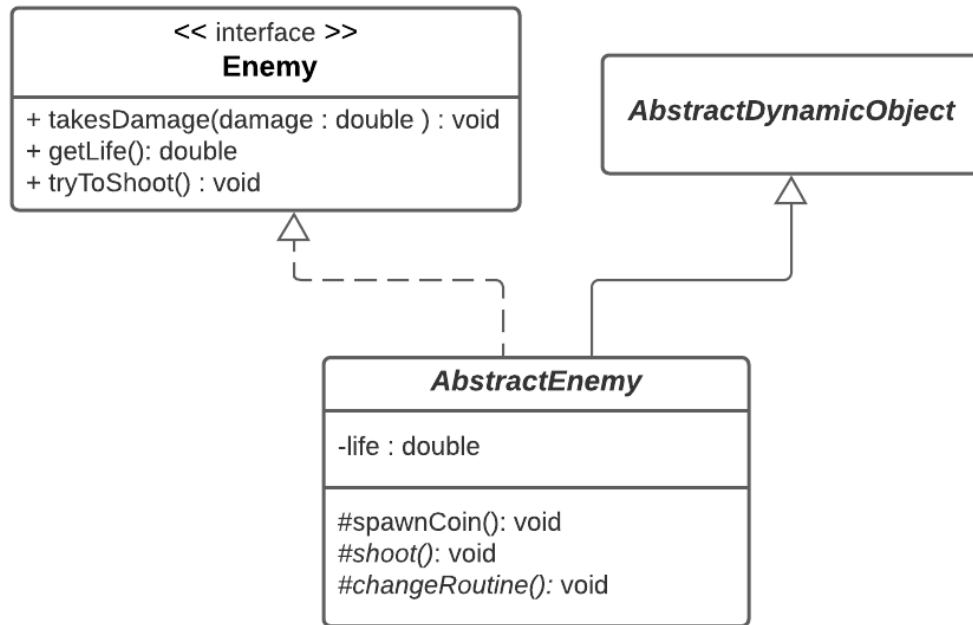 << interface >>
Enemy
+ takesDamage(damage : double ) : void
+ getLife(): double
+ tryToShoot() : void
AbstractDynamicObject
AbstractEnemy
-life : double
#spawnCoin(): void
#shoot(): void
#changeRoutine(): void